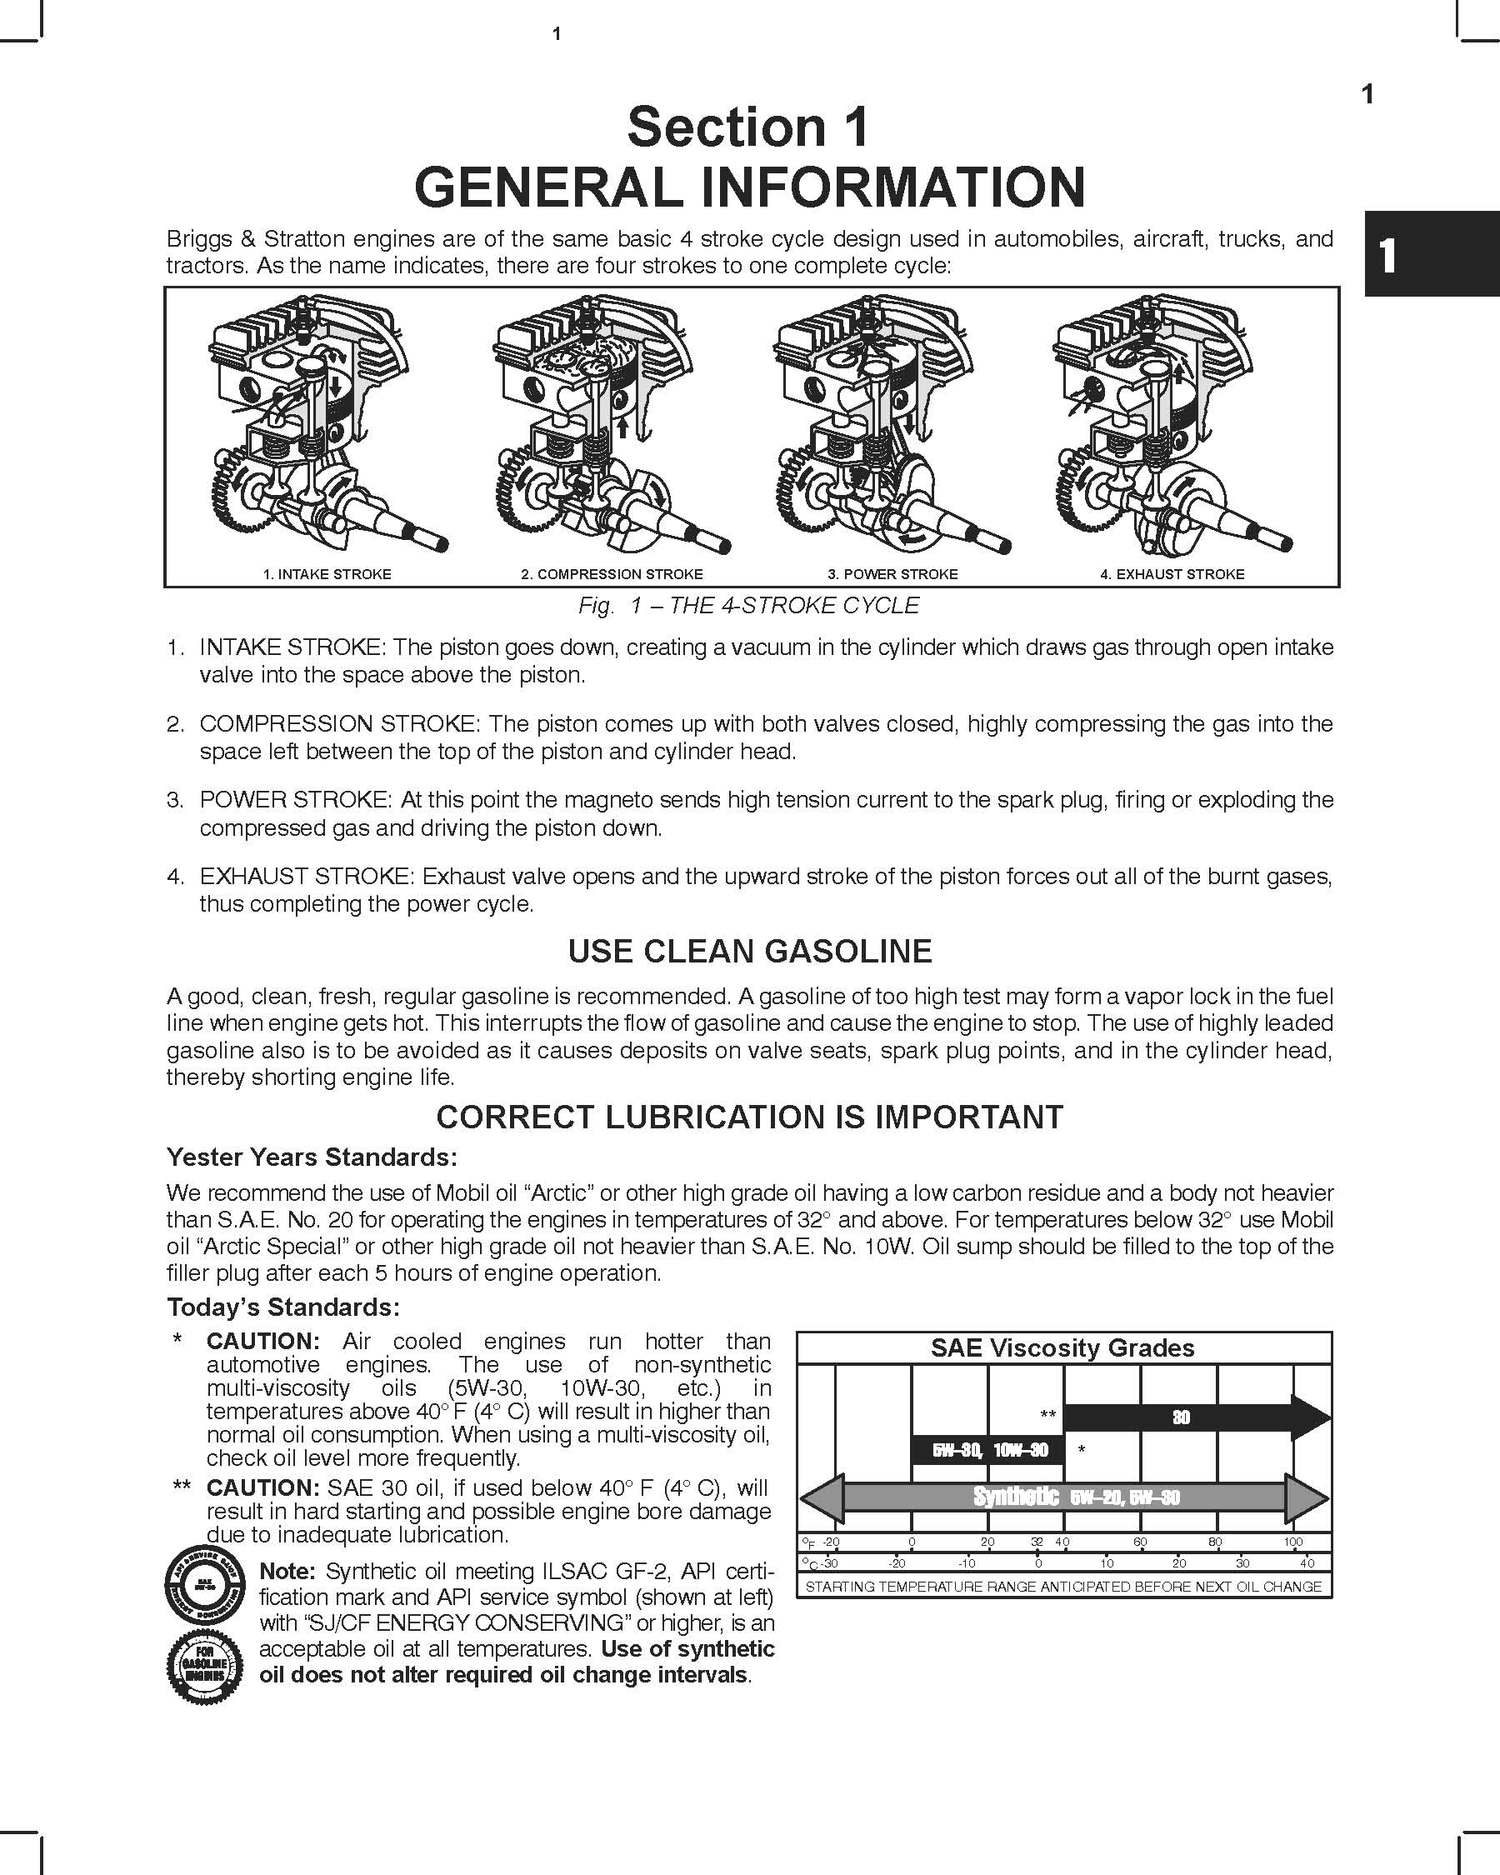 1
1
Section 1
GENERAL INFORMATION
1
Briggs & Stratton engines are of the same basic 4 stroke cycle design used in automobiles, aircraft, trucks, and
tractors. As the name indicates, there are four strokes to one complete cycle:
1. INTAKE STROKE
2. COMPRESSION STROKE
3. POWER STROKE
4. EXHAUST STROKE
Fig. 1 – THE 4-STROKE CYCLE
1. INTAKE STROKE: The piston goes down, creating a vacuum in the cylinder which draws gas through open intake
valve into the space above the piston.
2. COMPRESSION STROKE: The piston comes up with both valves closed, highly compressing the gas into the
space left between the top of the piston and cylinder head.
3. POWER STROKE: At this point the magneto sends high tension current to the spark plug, firing or exploding the
compressed gas and driving the piston down.
4. EXHAUST STROKE: Exhaust valve opens and the upward stroke of the piston forces out all of the burnt gases,
thus completing the power cycle.
USE CLEAN GASOLINE
A good, clean, fresh, regular gasoline is recommended. A gasoline of too high test may form a vapor lock in the fuel
line when engine gets hot. This interrupts the flow of gasoline and cause the engine to stop. The use of highly leaded
gasoline also is to be avoided as it causes deposits on valve seats, spark plug points, and in the cylinder head,
thereby shorting engine life.
CORRECT LUBRICATION IS IMPORTANT
Yester Years Standards:
We recommend the use of Mobil oil “Arctic” or other high grade oil having a low carbon residue and a body not heavier
than S.A.E. No. 20 for operating the engines in temperatures of 32° and above. For temperatures below 32° use Mobil
oil “Arctic Special” or other high grade oil not heavier than S.A.E. No. 10W. Oil sump should be filled to the top of the
filler plug after each 5 hours of engine operation.
Today’s Standards:
* CAUTION: Air cooled engines run hotter than
automotive engines. The use of non-synthetic
multi-viscosity oils (5W-30, 10W-30, etc.) in
temperatures above 40° F (4° C) will result in higher than
normal oil consumption. When using a multi-viscosity oil,
check oil level more frequently.
** CAUTION: SAE 30 oil, if used below 40° F (4° C), will
result in hard starting and possible engine bore damage
due to inadequate lubrication.
Note: Synthetic oil meeting ILSAC GF-2, API certi-
fication mark and API service symbol (shown at left)
with “SJ/CF ENERGY CONSERVING” or higher, is an
acceptable oil at all temperatures. Use of synthetic
oil does not alter required oil change intervals.
API SERVICE
SAE
ENERGY CONSERVING
FOR
GASOLINE
ENGINES
SAE Viscosity Grades
** 30
5W–30, 10W–30 *
Synthetic 5W–20, 5W–30
°F -20 0 20 32 40 60 80 100
°C -30 -20 -10 0 10 20 30 40
STARTING TEMPERATURE RANGE ANTICIPATED BEFORE NEXT OIL CHANGE